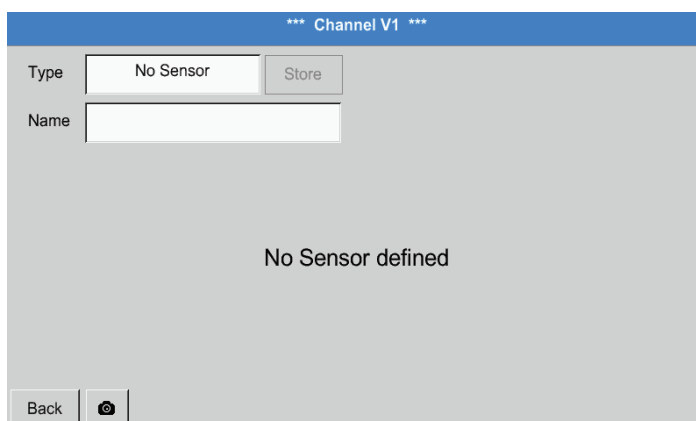 *** Channel V1 ***
Type No Sensor Store
Name
No Sensor defined
Back